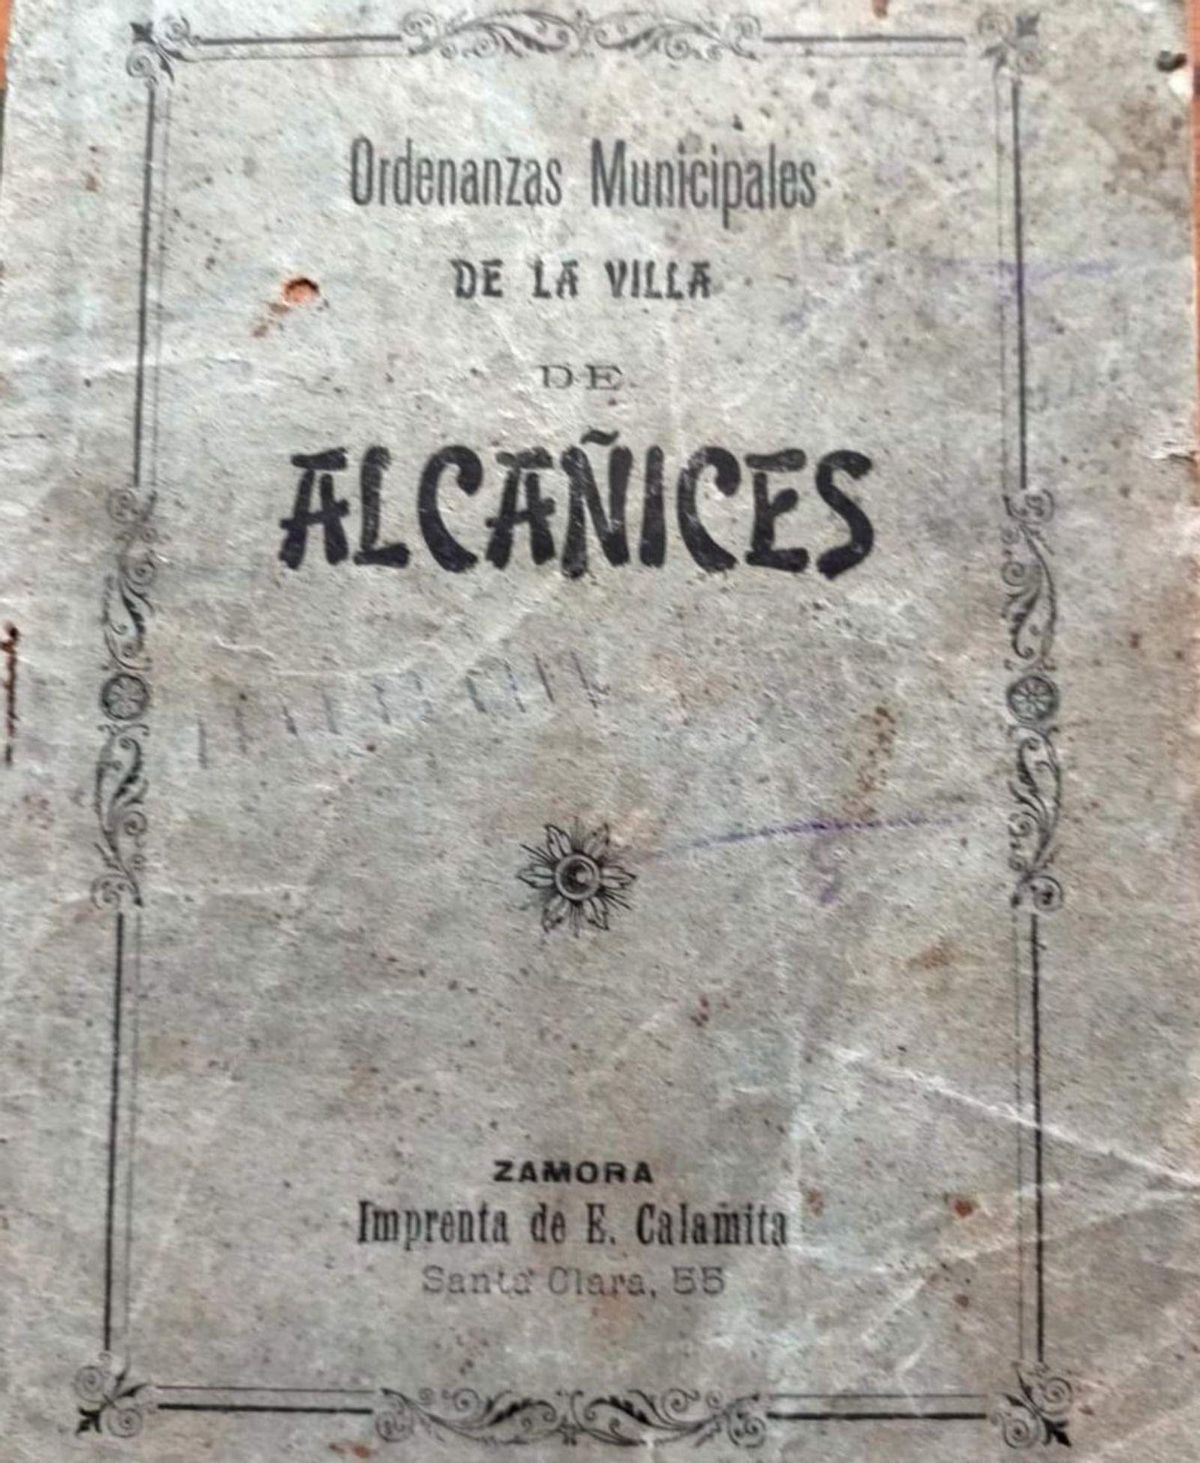 Ordenanzas Municipales
DE LA VILLA
DE
ALCAÑICES
ZAMORA
Imprenta de E. Calamita
Santa Clara, 55